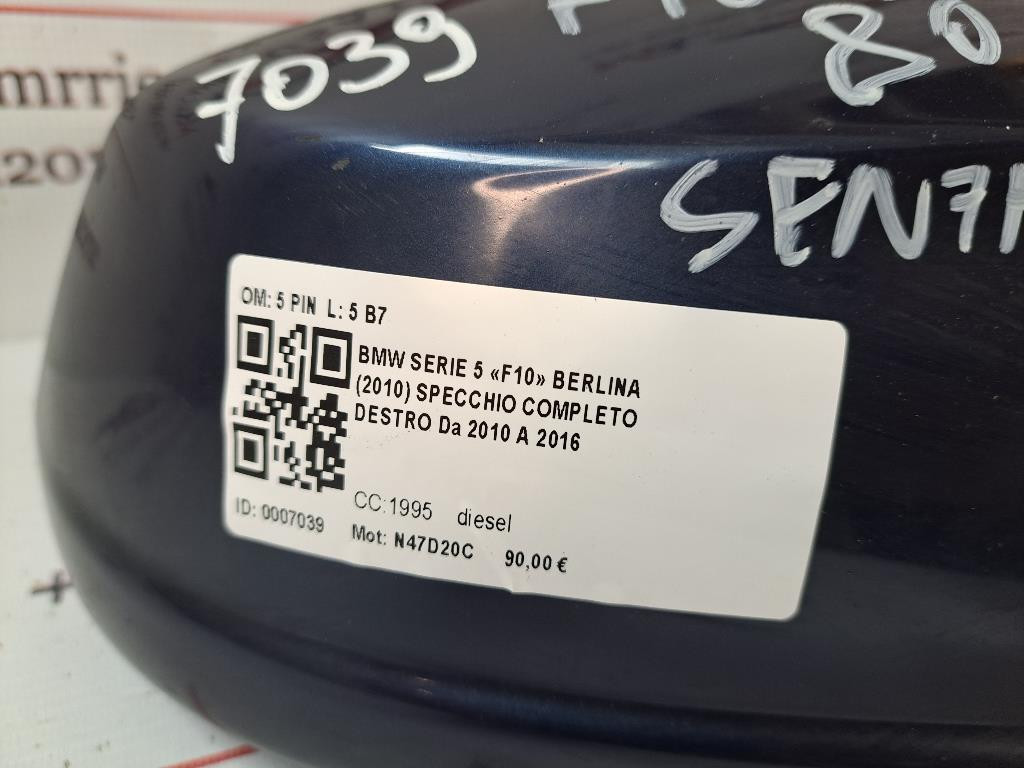 7039
80
OM: 5 PIN L: 5 B7
BMW SERIE 5 «F10» BERLINA
(2010) SPECCHIO COMPLETO
DESTRO Da 2010 A 2016
CC:1995 diesel
ID: 0007039
Mot: N47D20C 90,00 €